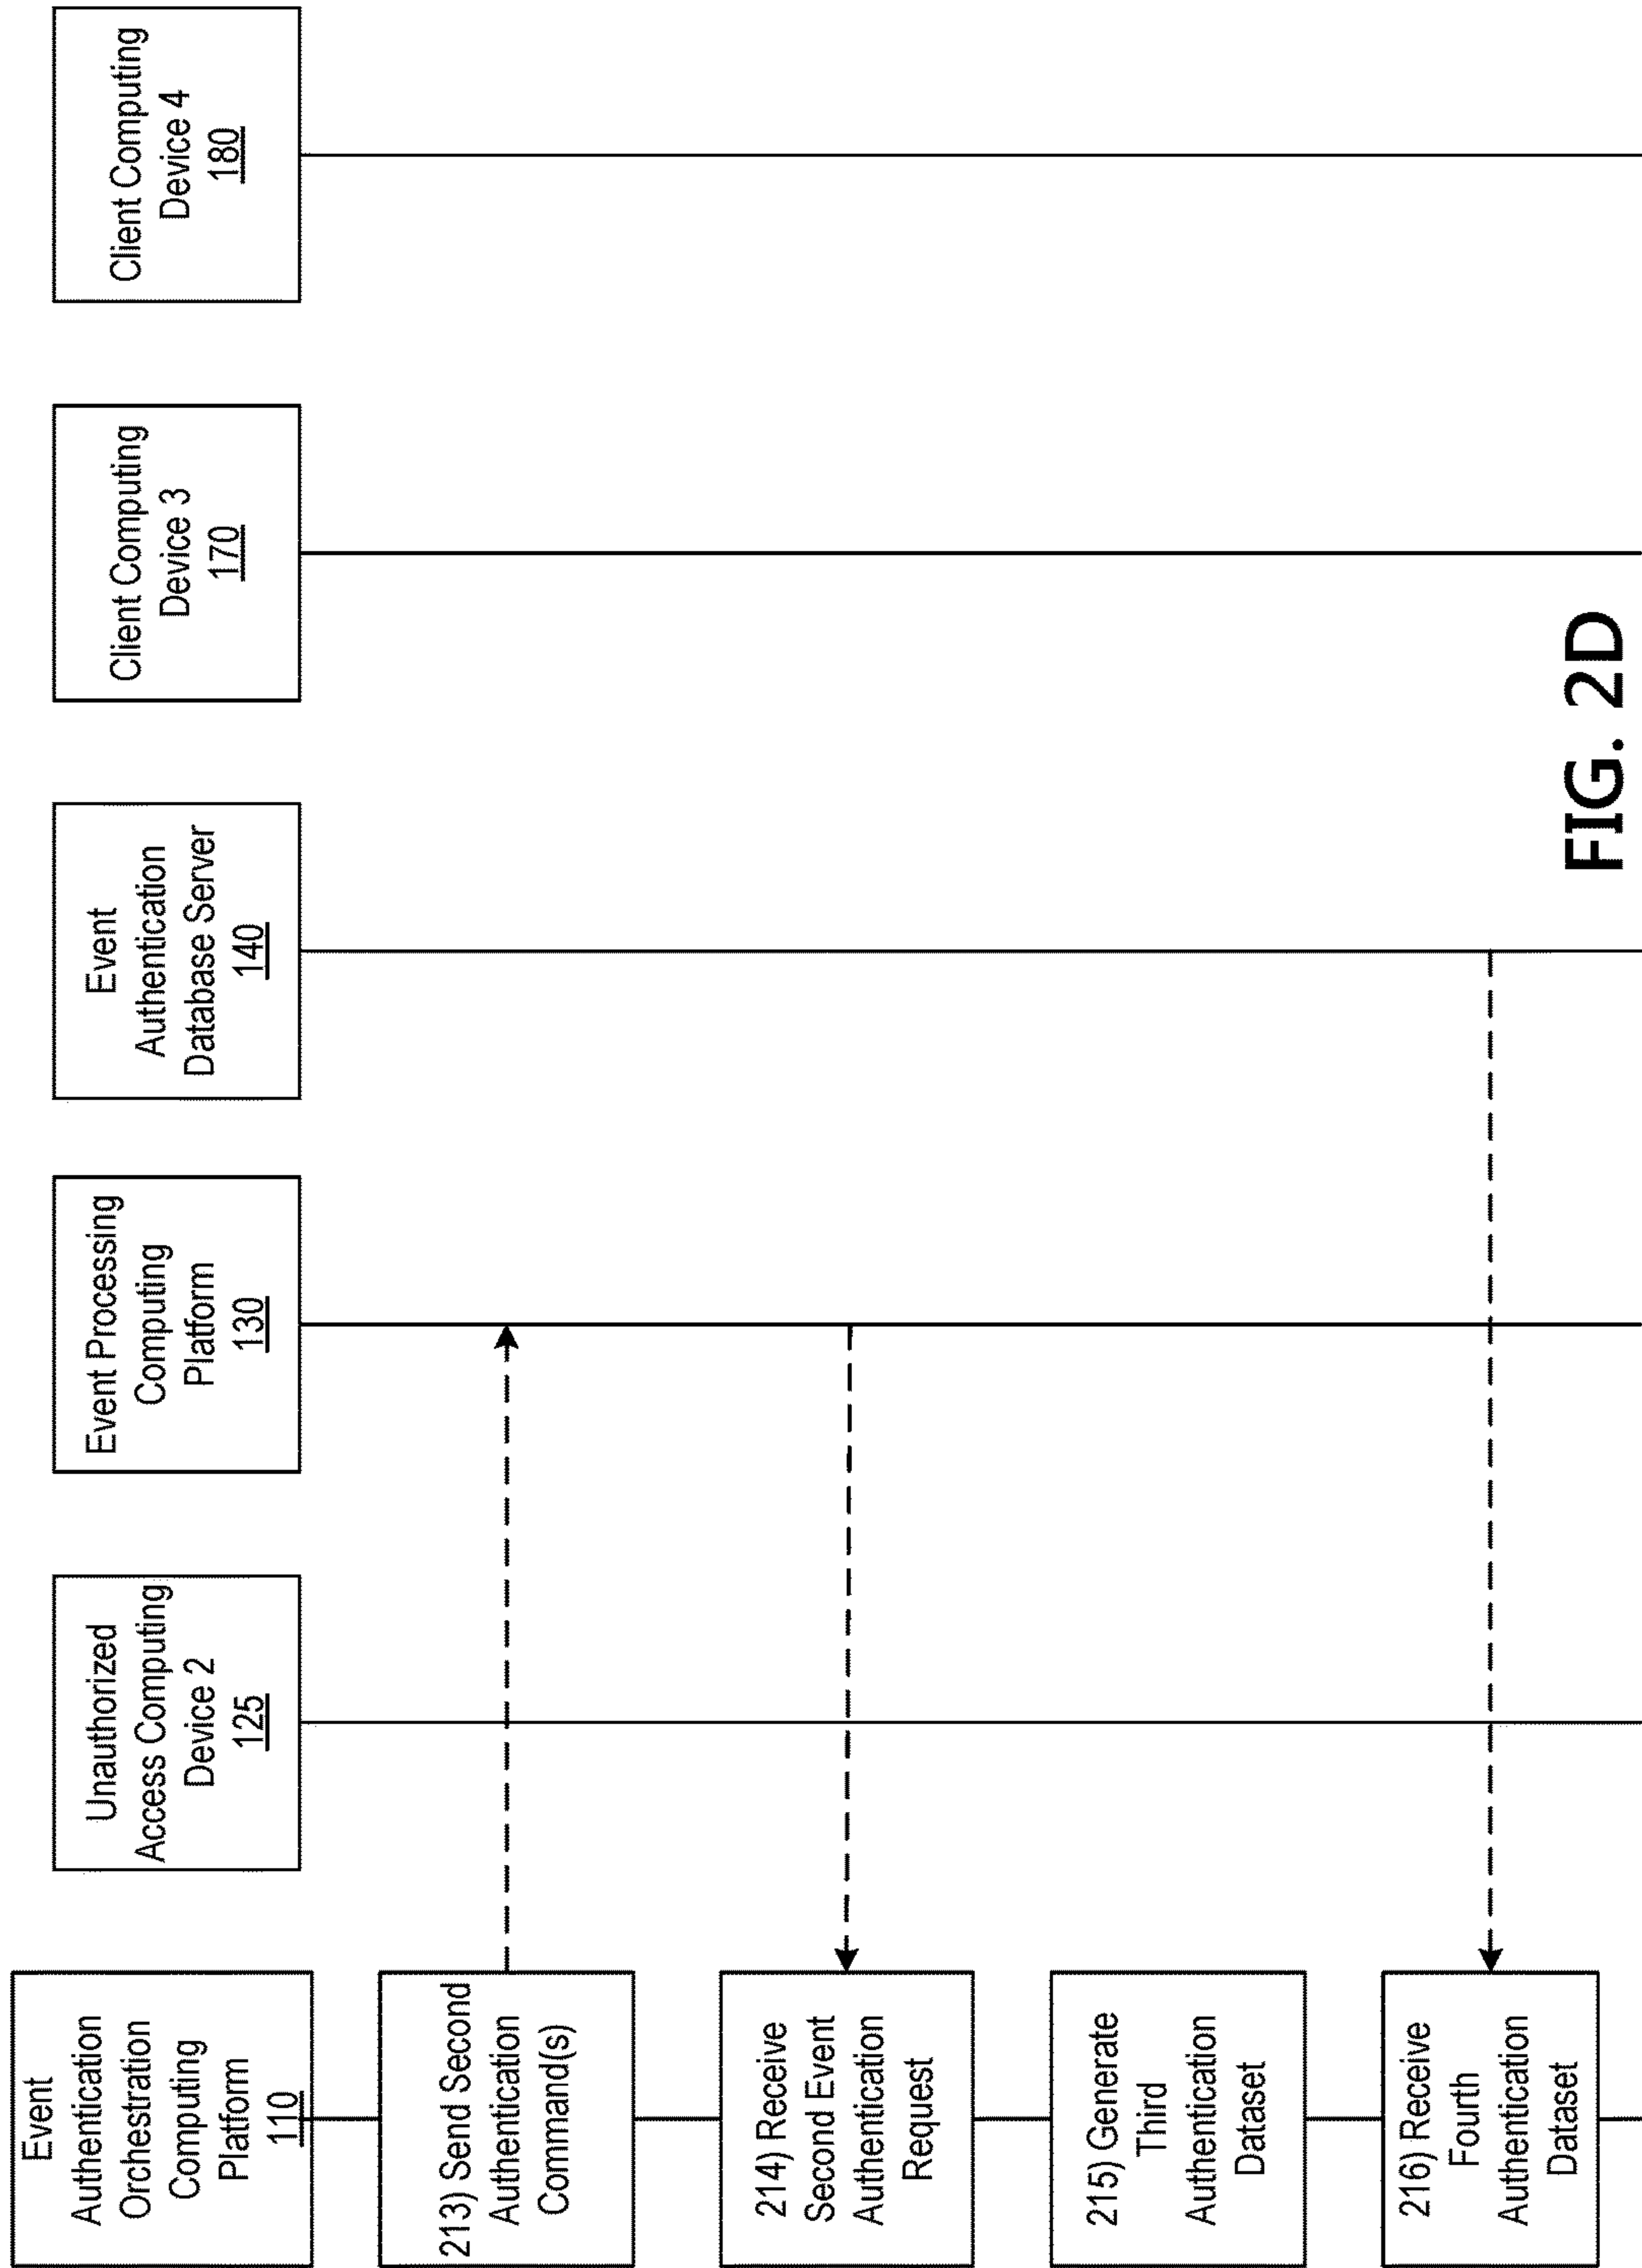 Event
Authentication
Orchestration
Computing
Platform
110
Unauthorized
Access Computing
Device 2
125
Event Processing
Computing
Platform
130
Event
Authentication
Database Server
140
Client Computing
Device 3
170
Client Computing
Device 4
180
213) Send Second
Authentication
Command(s)
214) Receive
Second Event
Authentication
Request
215) Generate
Third
Authentication
Dataset
216) Receive
Fourth
Authentication
Dataset
FIG. 2D